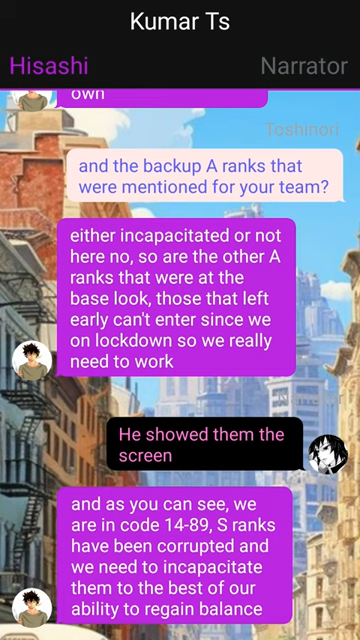 Kumar Ts
Hisashi
Narrator
own
Toshinori
and the backup A ranks that
were mentioned for your team?
either incapacitated or not
here no, so are the other A
ranks that were at the
base look, those that left
early can't enter since we
on lockdown so we really
need to work
He showed them the
screen
and as you can see, we
are in code 14-89, S ranks
have been corrupted and
we need to incapacitate
them to the best of our
ability to regain balance